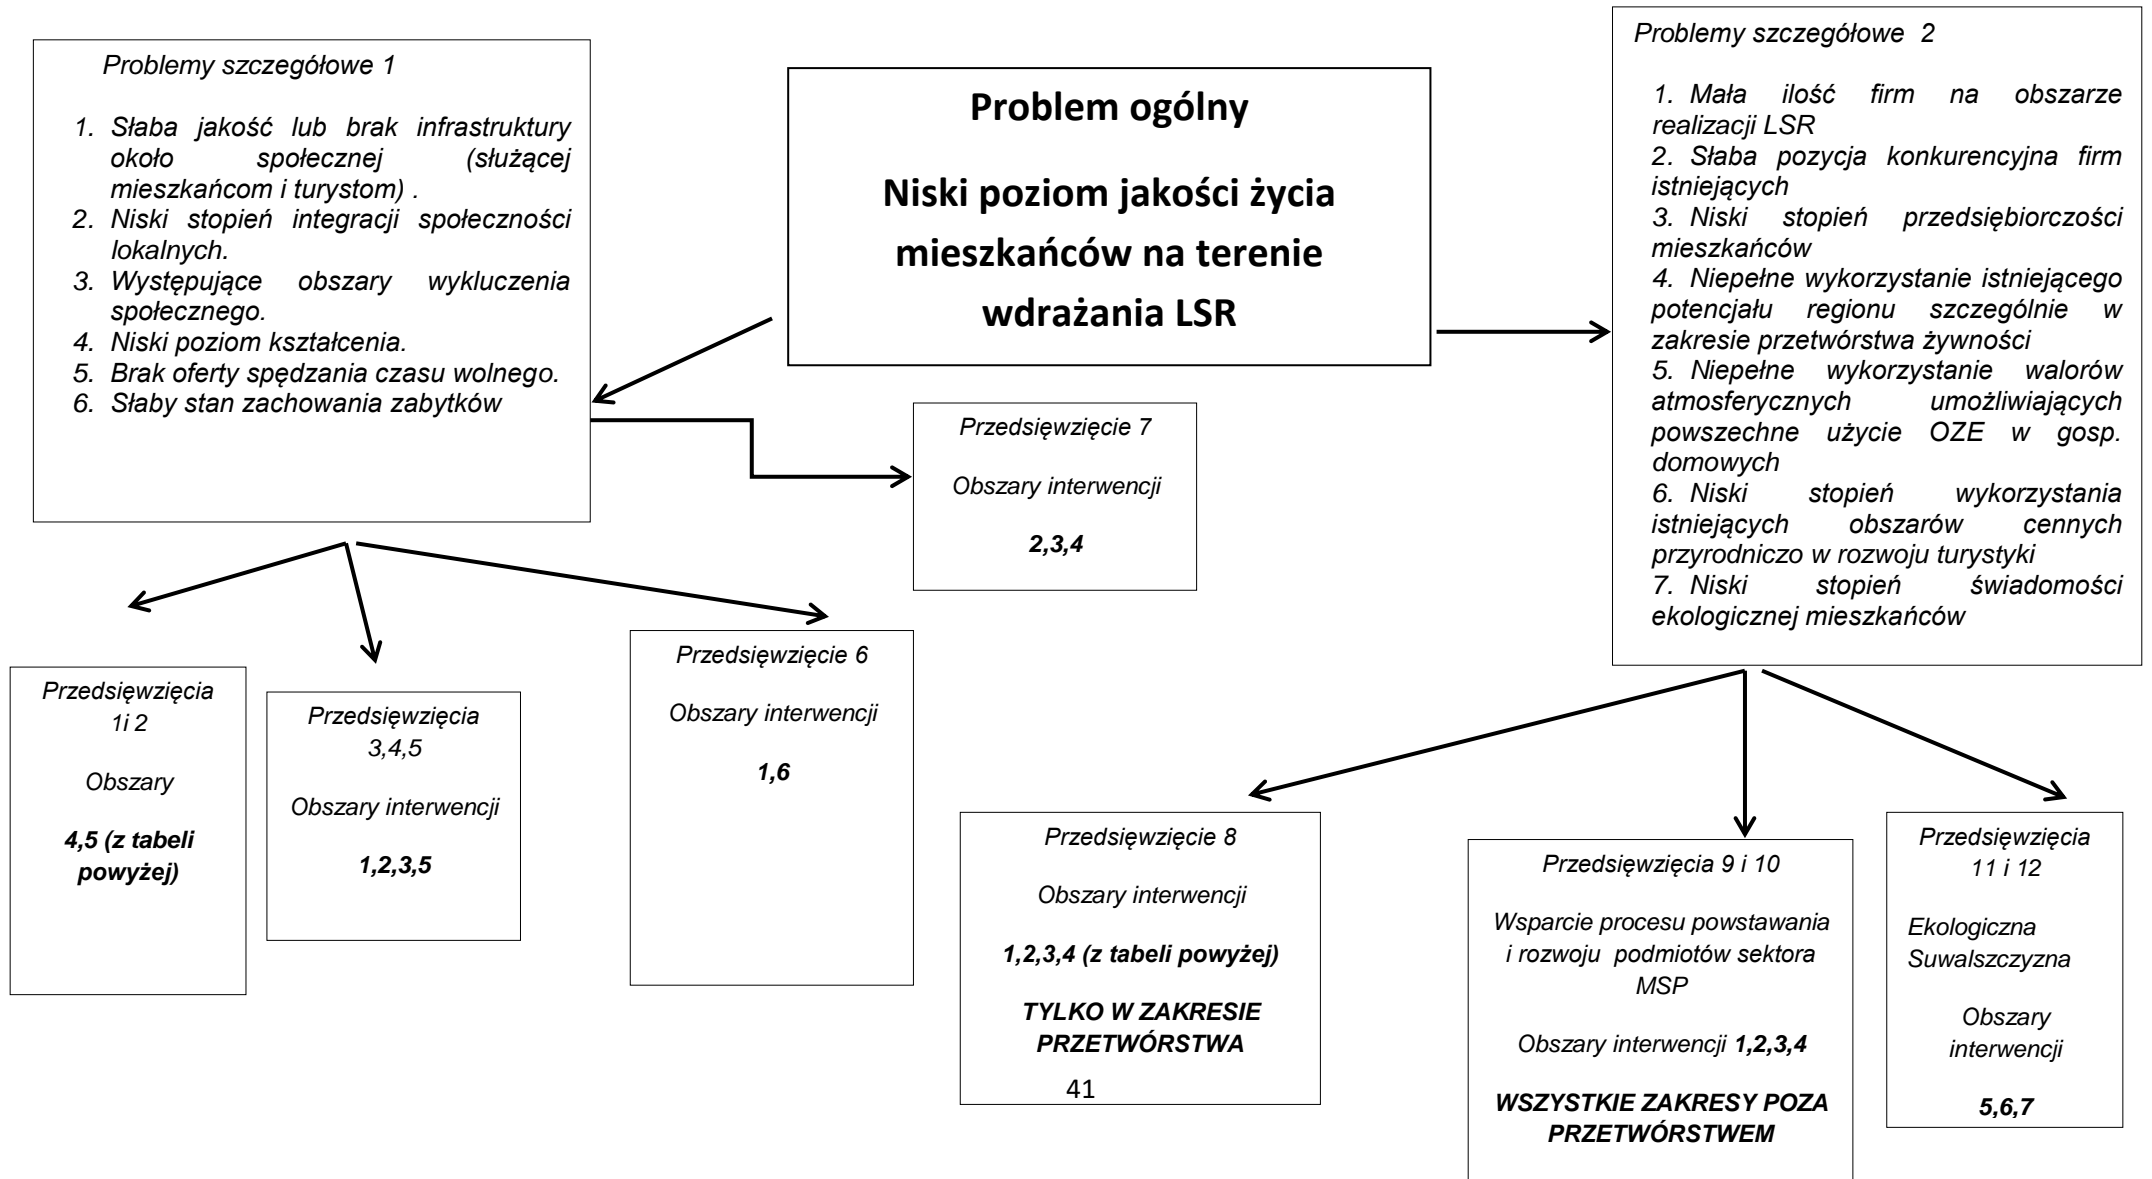 Problemy szczegółowe 1
1. Słaba jakość lub brak infrastruktury
około społecznej (służącej
mieszkańcom i turystom) .
2. Niski stopień integracji społeczności
lokalnych.
3. Występujące obszary wykluczenia
społecznego.
4. Niski poziom kształcenia.
5. Brak oferty spędzania czasu wolnego.
6. Słaby stan zachowania zabytków
Problem ogólny
Niski poziom jakości życia
mieszkańców na terenie
wdrażania LSR
Problemy szczegółowe 2
1. Mała ilość firm na obszarze
realizacji LSR
2. Słaba pozycja konkurencyjna firm
istniejących
3. Niski stopień przedsiębiorczości
mieszkańców
4. Niepełne wykorzystanie istniejącego
potencjału regionu szczególnie w
zakresie przetwórstwa żywności
5. Niepełne wykorzystanie walorów
atmosferycznych umożliwiających
powszechne użycie OZE w gosp.
domowych
6. Niski stopień wykorzystania
istniejących obszarów cennych
przyrodniczo w rozwoju turystyki
7. Niski stopień świadomości
ekologicznej mieszkańców
Przedsięwzięcie 7
Obszary interwencji
2,3,4
Przedsięwzięcia
1i 2
Obszary
4,5 (z tabeli
powyżej)
Przedsięwzięcia
3,4,5
Obszary interwencji
1,2,3,5
Przedsięwzięcie 6
Obszary interwencji
1,6
Przedsięwzięcie 8
Obszary interwencji
1,2,3,4 (z tabeli powyżej)
TYLKO W ZAKRESIE
PRZETWÓRSTWA
41
Przedsięwzięcia 9 i 10
Wsparcie procesu powstawania
i rozwoju podmiotów sektora
MSP
Obszary interwencji 1,2,3,4
WSZYSTKIE ZAKRESY POZA
PRZETWÓRSTWEM
Przedsięwzięcia
11 i 12
Ekologiczna
Suwalszczyzna
Obszary
interwencji
5,6,7